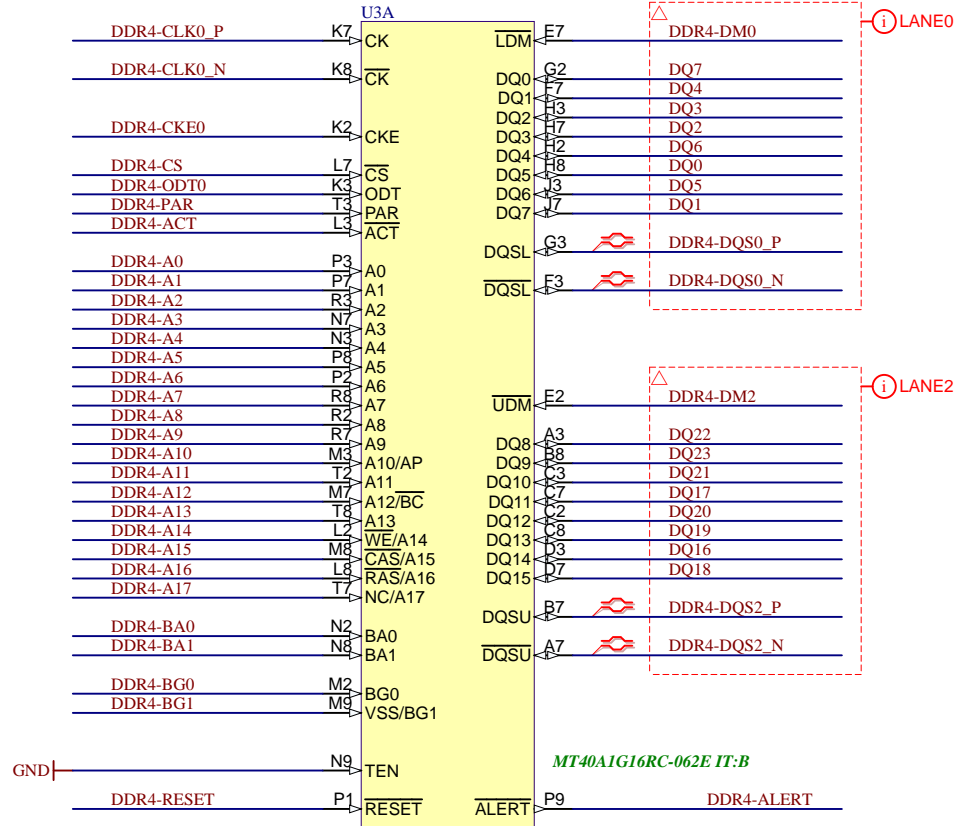 U3A
DDR4-CLK0_P K7 CK LDM E7 DDR4-DM0 LANE0
DDR4-CLK0_N K8 CK DQ0 G2 DQ7
DQ1 F7 DQ4
DQ2 H3 DQ3
DDR4-CKE0 K2 CKE DQ3 H7 DQ2
DQ4 H2 DQ6
DDR4-CS L7 CS DQ5 H8 DQ0
DDR4-ODT0 K3 ODT DQ6 J3 DQ5
DDR4-PAR T3 PAR DQ7 J7 DQ1
DDR4-ACT L3 ACT
DQSL G3 DDR4-DQS0_P
DDR4-A0 P3 A0
DDR4-A1 P7 A1 DQSL F3 DDR4-DQS0_N
DDR4-A2 R3 A2
DDR4-A3 N7 A3
DDR4-A4 N3 A4
DDR4-A5 P8 A5
DDR4-A6 P2 A6 LANE2
DDR4-A7 R8 A7 UDM E2 DDR4-DM2
DDR4-A8 R2 A8
DDR4-A9 R7 A9 DQ8 A3 DQ22
DDR4-A10 M3 A10/AP DQ9 B8 DQ23
DDR4-A11 T2 A11 DQ10 C3 DQ21
DDR4-A12 M7 A12/BC DQ11 C7 DQ17
DDR4-A13 T8 A13 DQ12 C2 DQ20
DDR4-A14 L2 WE/A14 DQ13 C8 DQ19
DDR4-A15 M8 CAS/A15 DQ14 D3 DQ16
DDR4-A16 L8 RAS/A16 DQ15 D7 DQ18
DDR4-A17 T7 NC/A17
DQSU B7 DDR4-DQS2_P
DDR4-BA0 N2 BA0
DDR4-BA1 N8 BA1 DQSU A7 DDR4-DQS2_N
DDR4-BG0 M2 BG0
DDR4-BG1 M9 VSS/BG1
GND N9 TEN MT40A1G16RC-062E IT:B
DDR4-RESET P1 RESET ALERT P9 DDR4-ALERT